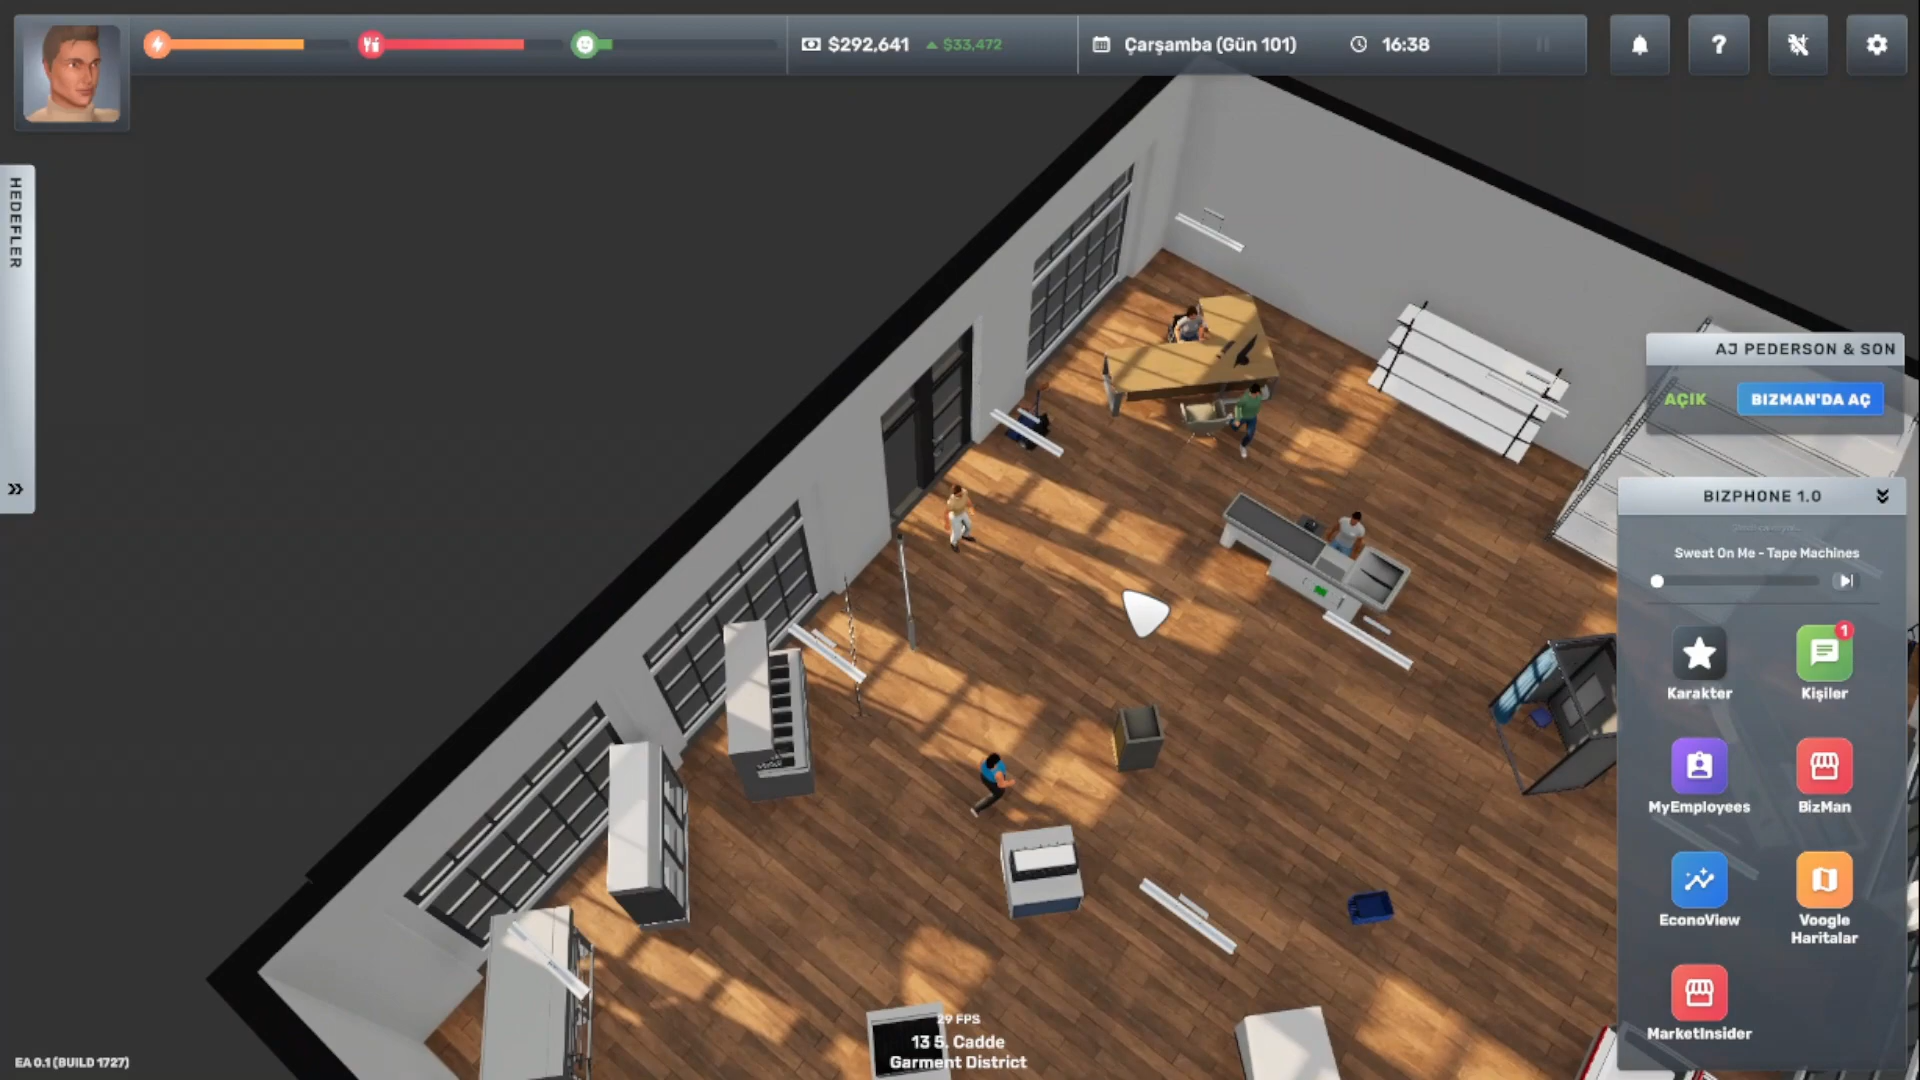 $292,641
$33,472
Çarşamba (Gün 101)
16:38
?
HEDEFLER
AJ PEDERSON & SON
AÇIK
BIZMAN'DA AÇ
BIZPHONE 1.0
Sweat On Me - Tape Machines
Karakter
1
Kişiler
MyEmployees
BizMan
EconoView
Voogle
Haritalar
MarketInsider
29 FPS
13 5. Cadde
Garment District
EA 0.1 (BUILD 1727)